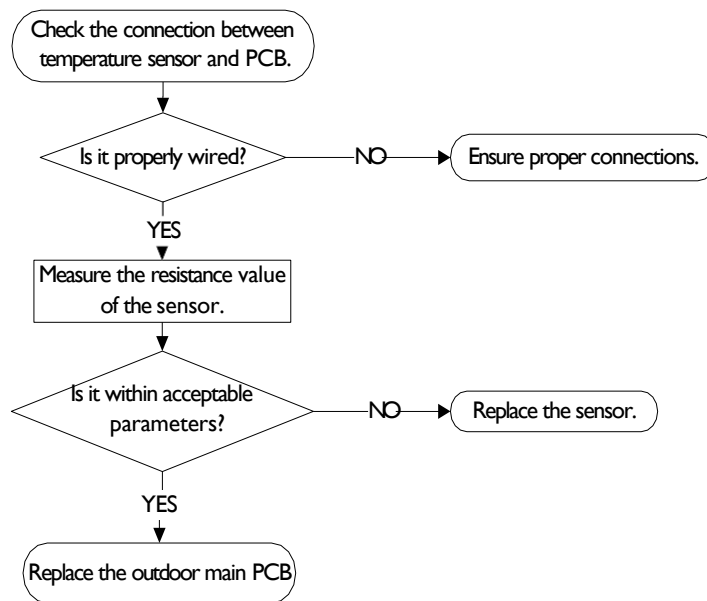 Check the connection between
temperature sensor and PCB.
Is it properly wired?
NO
Ensure proper connections.
YES
Measure the resistance value
of the sensor.
Is it within acceptable
parameters?
NO
Replace the sensor.
YES
Replace the outdoor main PCB